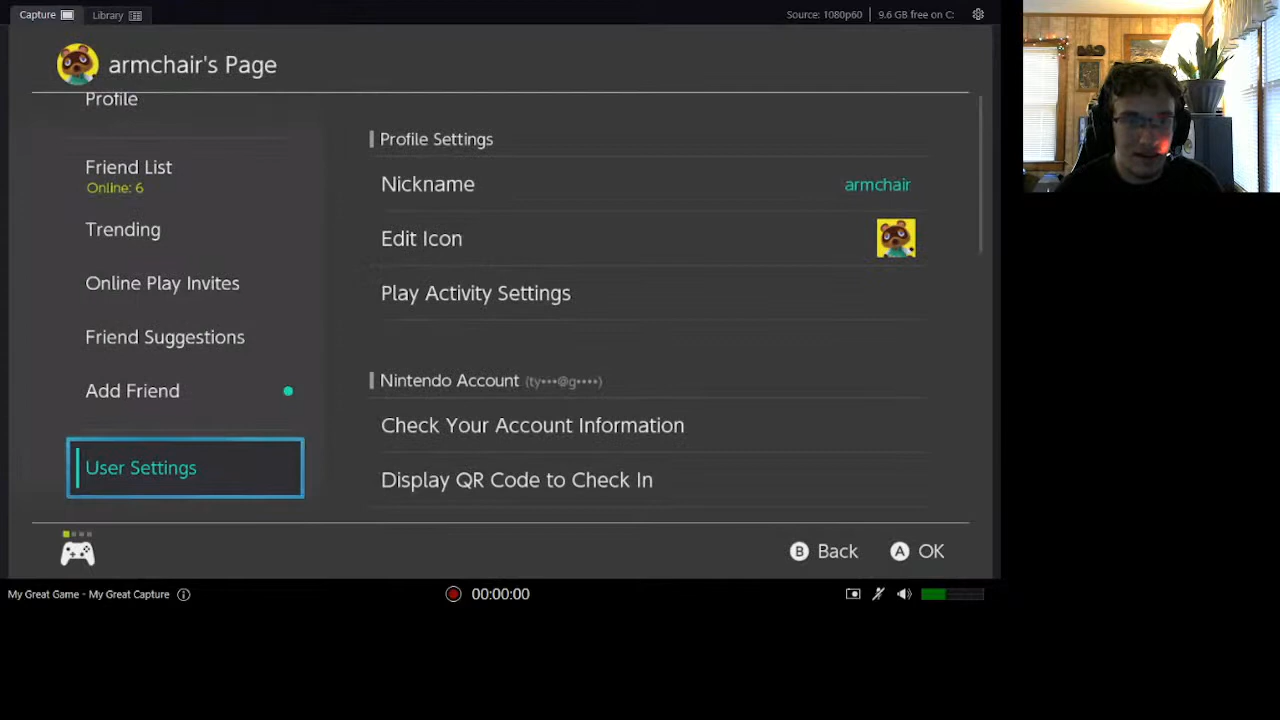 Capture
Library
Source: 1080p60
9.6 GB free on C:
armchair's Page
Profile
Friend List
Online: 6
Trending
Online Play Invites
Friend Suggestions
Add Friend
User Settings
Profile Settings
Nickname
armchair
Edit Icon
Play Activity Settings
Nintendo Account (ty•••@g••••)
Check Your Account Information
Display QR Code to Check In
B Back
A OK
My Great Game - My Great Capture
00:00:00